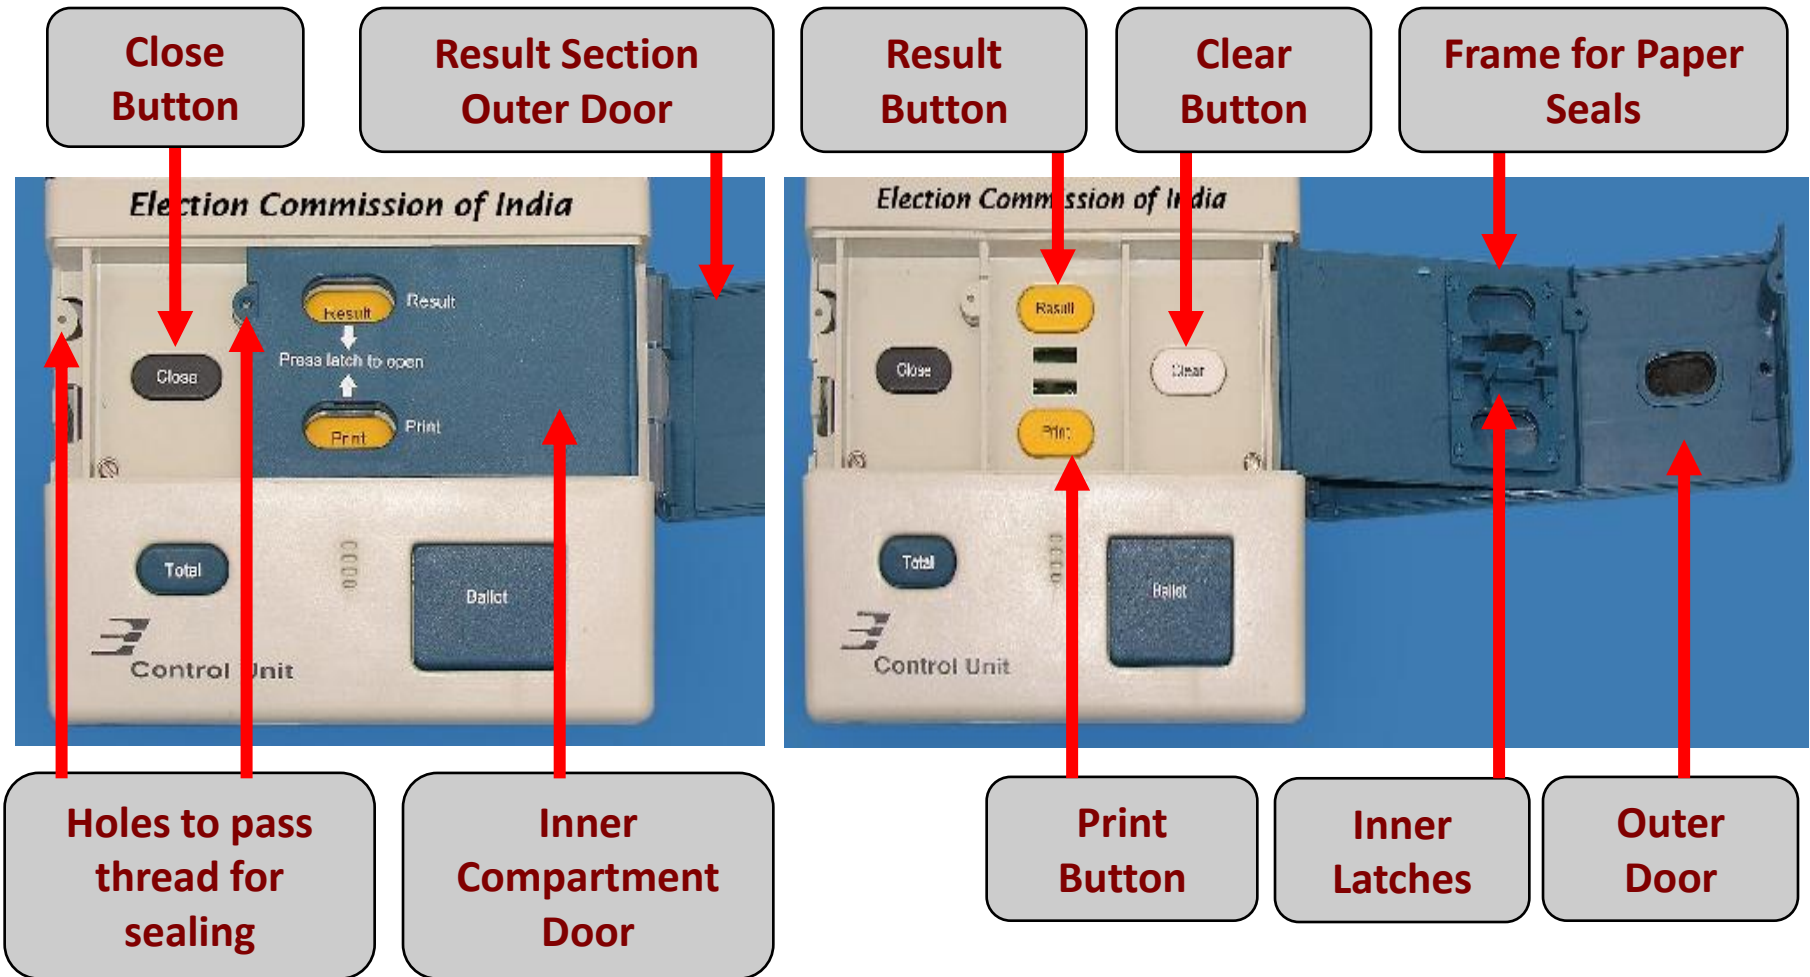 Close
Button
Result Section
Outer Door
Result
Button
Clear
Button
Frame for Paper
Seals
Election Commission of India
Result
Result
Press latch to open
Close
Print
Print
Total
Ballot
Control Unit
Election Commission of India
Result
Close
Clear
Print
Total
Ballot
Control Unit
Holes to pass
thread for
sealing
Inner
Compartment
Door
Print
Button
Inner
Latches
Outer
Door